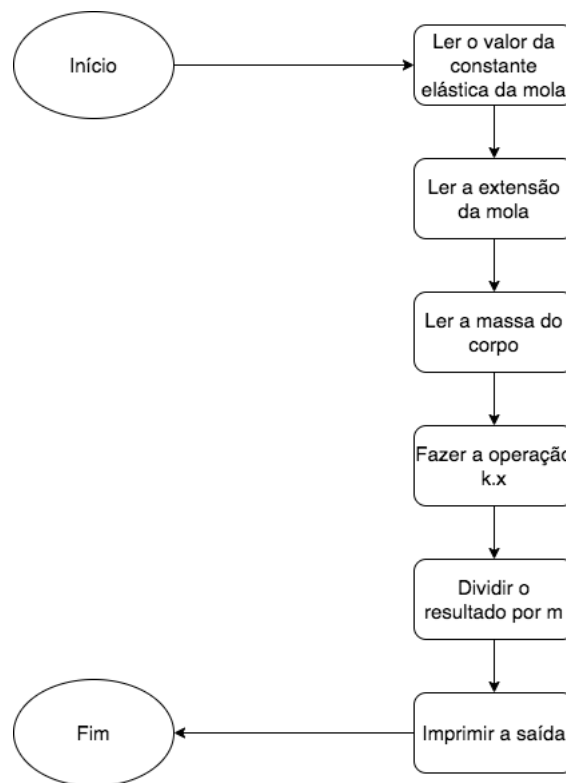 Início
Ler o valor da
constante
elástica da mola
Ler a extensão
da mola
Ler a massa do
corpo
Fazer a operação
k.x
Dividir o
resultado por m
Imprimir a saída
Fim